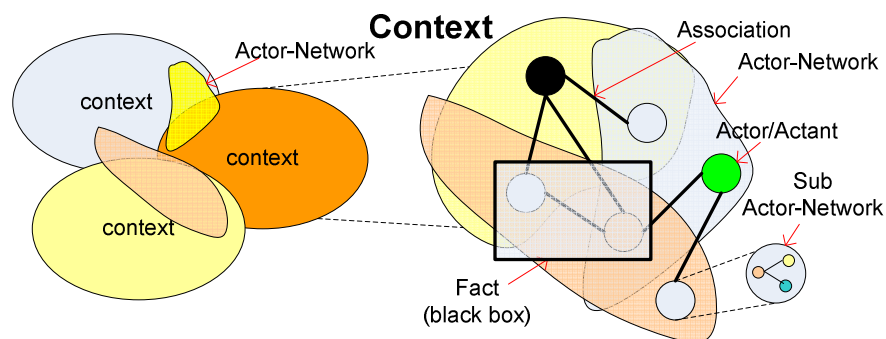 Context
Actor-Network
context
context
context
Association
Actor-Network
Actor/Actant
Sub
Actor-Network
Fact
(black box)